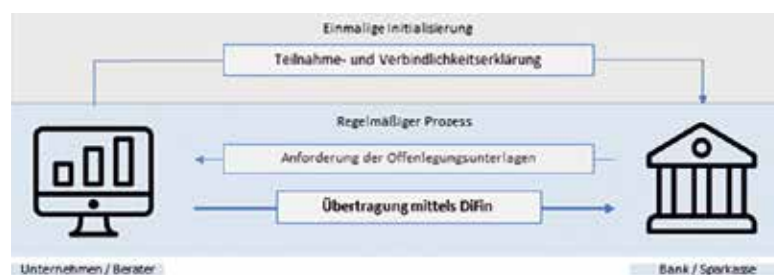 Einmalige Initialisierung
Teilnahme- und Verbindlichkeitserklärung
Regelmäßiger Prozess
Anforderung der Offenlegungsunterlagen
Übertragung mittels DiFin
Unternehmen / Berater
Bank / Sparkasse